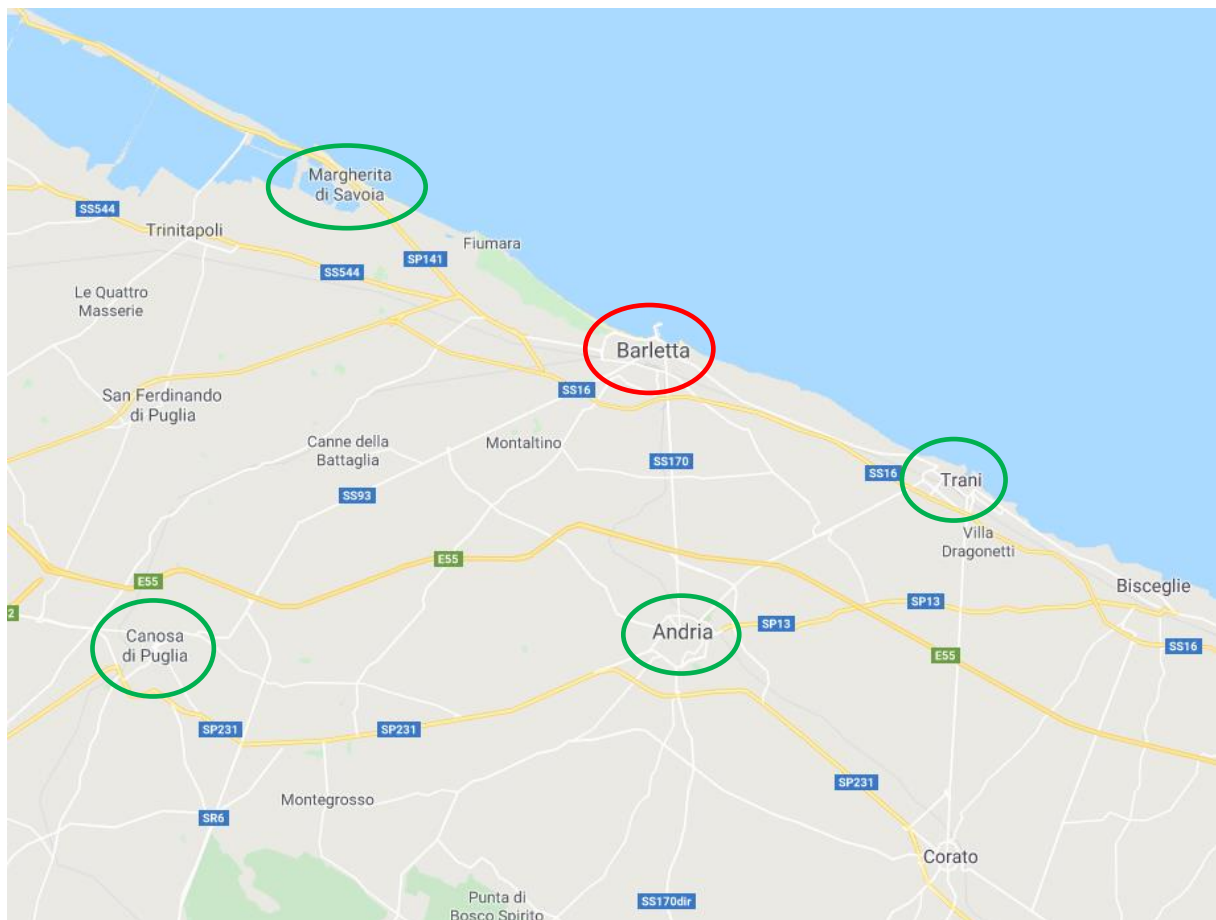 Margherita
di Savoia
SS544
Trinitapoli
Fiumara
SP141
SS544
Le Quattro
Masserie
Barletta
SS16
San Ferdinando
di Puglia
Canne della
Battaglia
Montaltino
SS170
SS16
Trani
SS93
Villa
Dragonetti
E55
E55
Bisceglie
2
SP13
Canosa
di Puglia
Andria
SP13
SS16
E55
SP231
SP231
SP231
Montegrosso
SR6
Corato
Punta di
Bosco Spirito
SS170dir